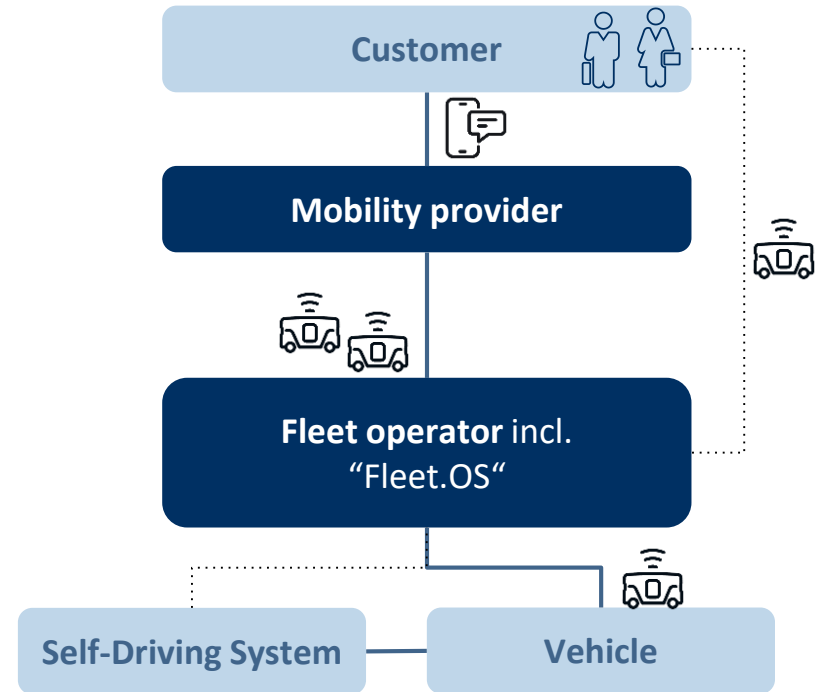 Customer
Mobility provider
Fleet operator incl.
“Fleet.OS“
Self-Driving System
Vehicle